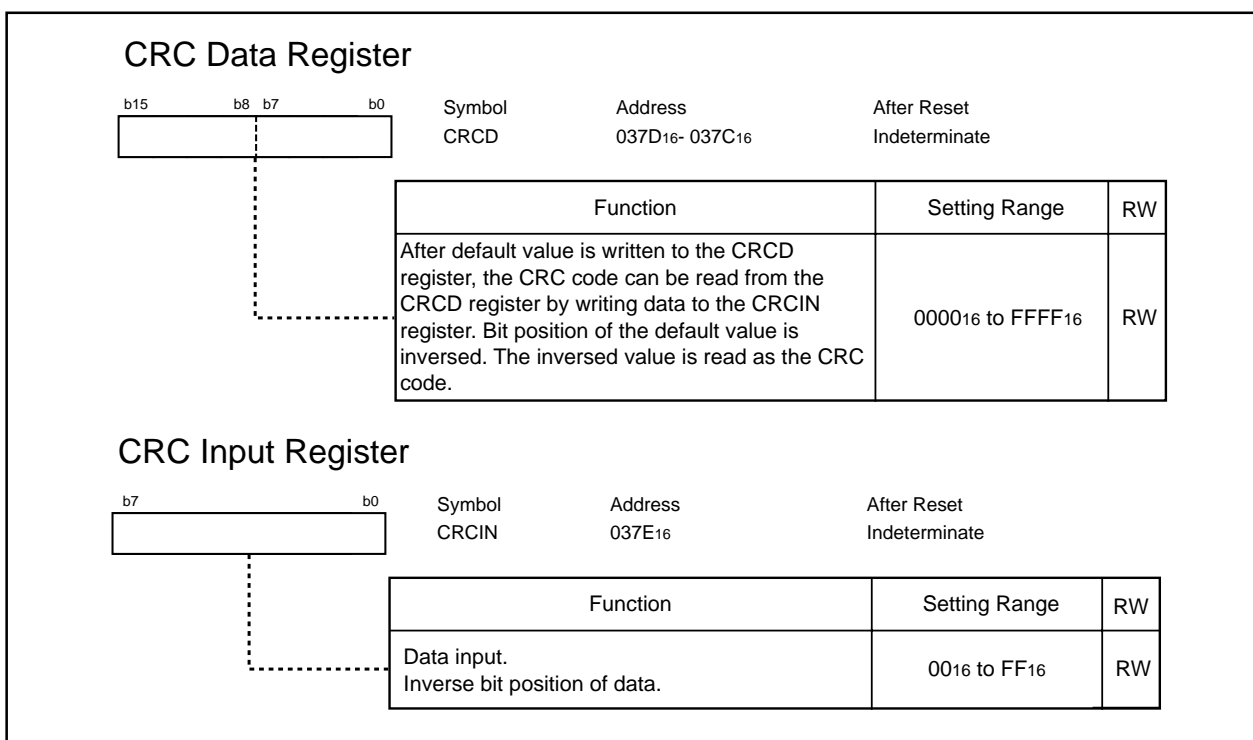 CRC Data Register
b15 b8 b7 b0 Symbol Address After Reset
CRCD 037D16- 037C16 Indeterminate
Function Setting Range RW
After default value is written to the CRCD
register, the CRC code can be read from the
CRCD register by writing data to the CRCIN
register. Bit position of the default value is
inversed. The inversed value is read as the CRC
code.
000016 to FFFF16 RW
CRC Input Register
b7 b0 Symbol Address After Reset
CRCIN 037E16 Indeterminate
Function Setting Range RW
Data input.
Inverse bit position of data.
0016 to FF16 RW